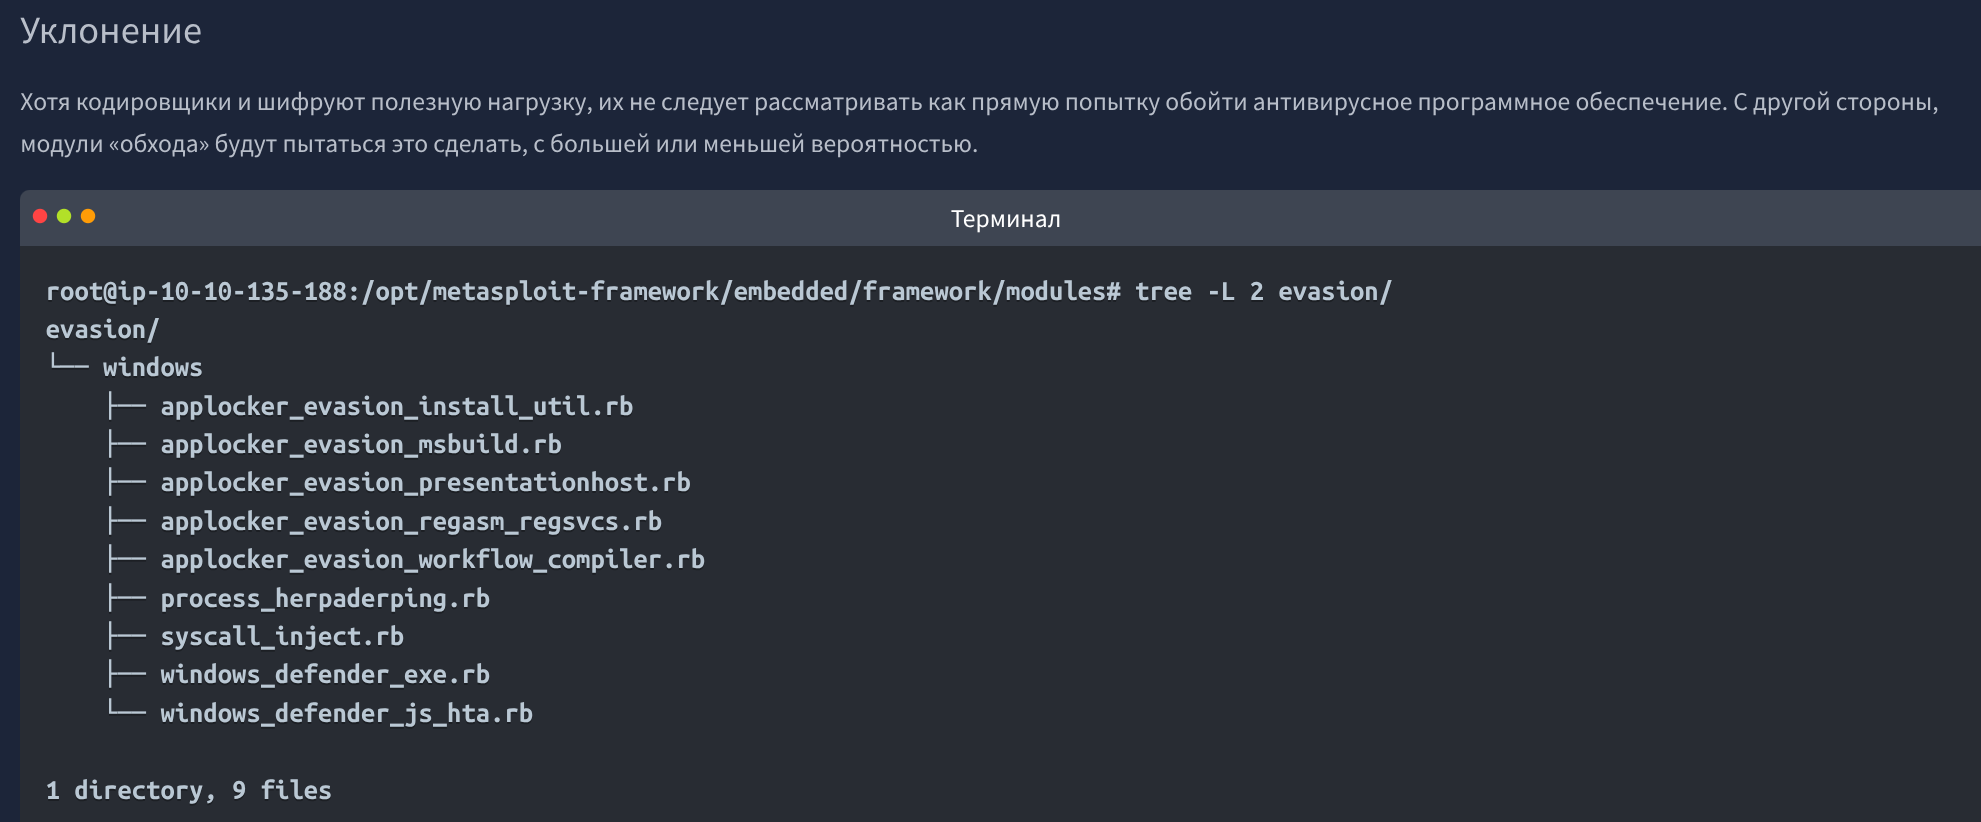 Уклонение
Хотя кодировщики и шифруют полезную нагрузку, их не следует рассматривать как прямую попытку обойти антивирусное программное обеспечение. С другой стороны,
модули «обхода» будут пытаться это сделать, с большей или меньшей вероятностью.
Терминал
root@ip-10-10-135-188:/opt/metasploit-framework/embedded/framework/modules# tree -L 2 evasion/
evasion/
└── windows
    ├── applocker_evasion_install_util.rb
    ├── applocker_evasion_msbuild.rb
    ├── applocker_evasion_presentationhost.rb
    ├── applocker_evasion_regasm_regsvcs.rb
    ├── applocker_evasion_workflow_compiler.rb
    ├── process_herpaderping.rb
    ├── syscall_inject.rb
    ├── windows_defender_exe.rb
    └── windows_defender_js_hta.rb
1 directory, 9 files